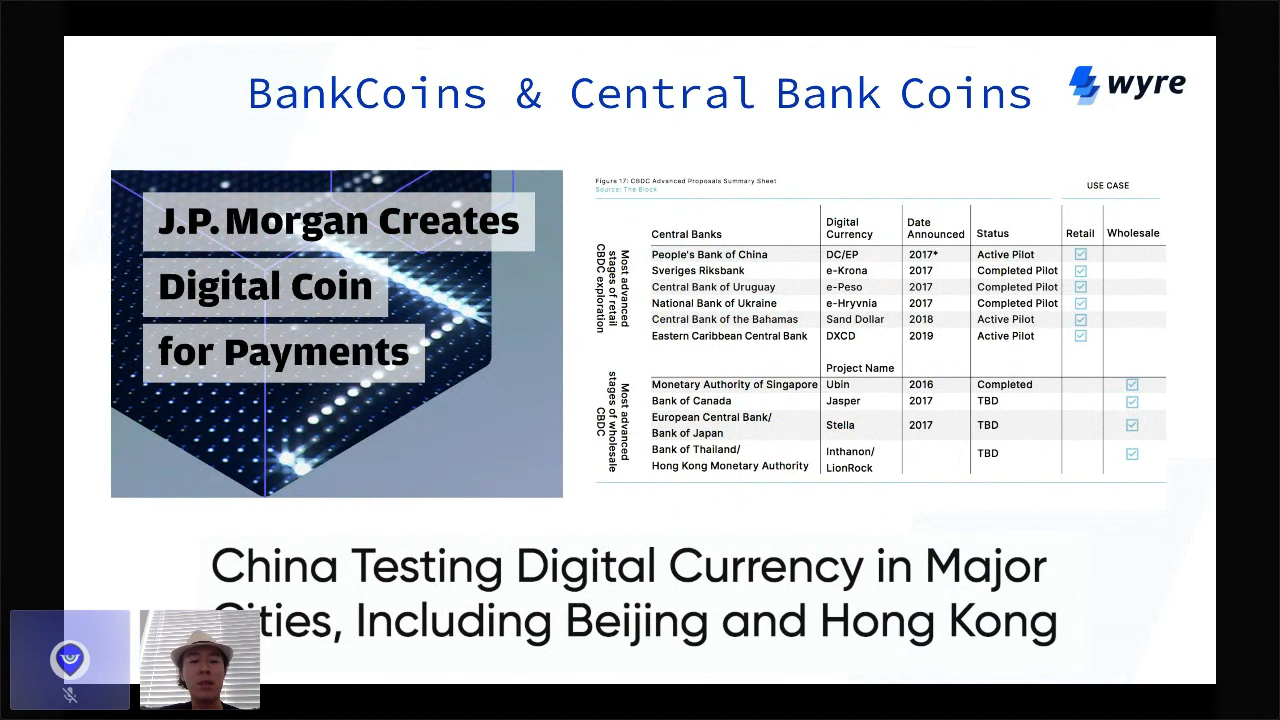 BankCoins & Central Bank Coins
wyre
J.P. Morgan Creates
Digital Coin
for Payments
Figure 17: CBDC Advanced Proposals Summary Sheet
Source: The Block
USE CASE
Central Banks Digital Currency Date Announced Status Retail Wholesale
Most advanced stages of retail CBDC exploration
People's Bank of China DC/EP 2017* Active Pilot
Sveriges Riksbank e-Krona 2017 Completed Pilot
Central Bank of Uruguay e-Peso 2017 Completed Pilot
National Bank of Ukraine e-Hryvnia 2017 Completed Pilot
Central Bank of the Bahamas Sand Dollar 2018 Active Pilot
Eastern Caribbean Central Bank DXCD 2019 Active Pilot
Project Name
Most advanced stages of wholesale CBDC
Monetary Authority of Singapore Ubin 2016 Completed
Bank of Canada Jasper 2017 TBD
European Central Bank/
Bank of Japan Stella 2017 TBD
Bank of Thailand/
Hong Kong Monetary Authority Inthanon/ LionRock TBD
China Testing Digital Currency in Major
Cities, Including Beijing and Hong Kong